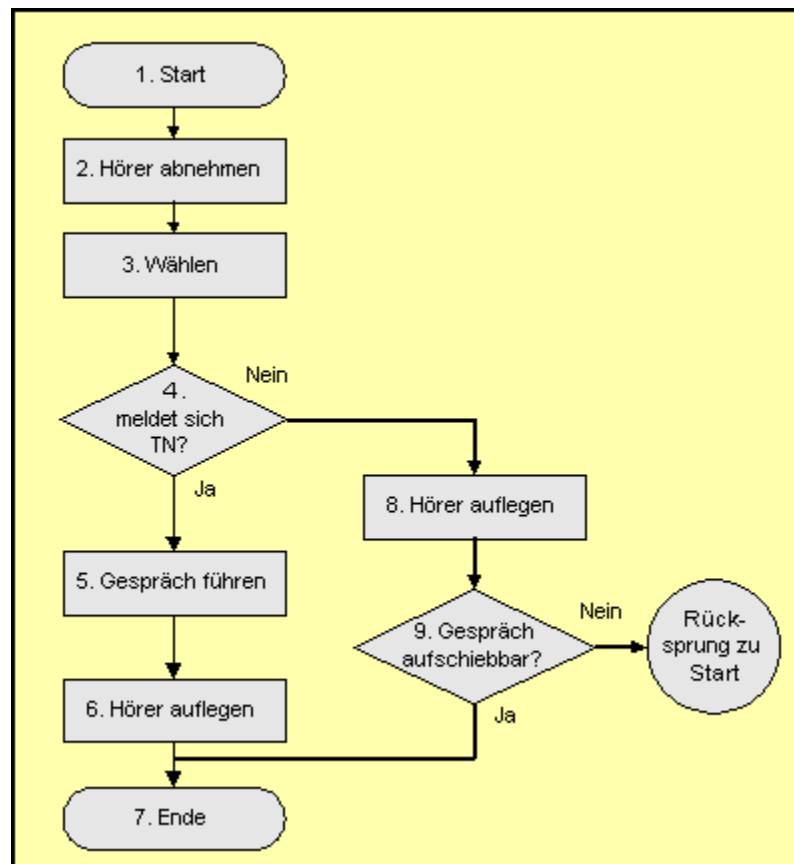 1. Start
2. Hörer abnehmen
3. Wählen
Nein
4.
meldet sich
TN?
Ja
8. Hörer auflegen
5. Gespräch führen
9. Gespräch
aufschiebbar?
Nein
Rück-
sprung zu
Start
6. Hörer auflegen
Ja
7. Ende